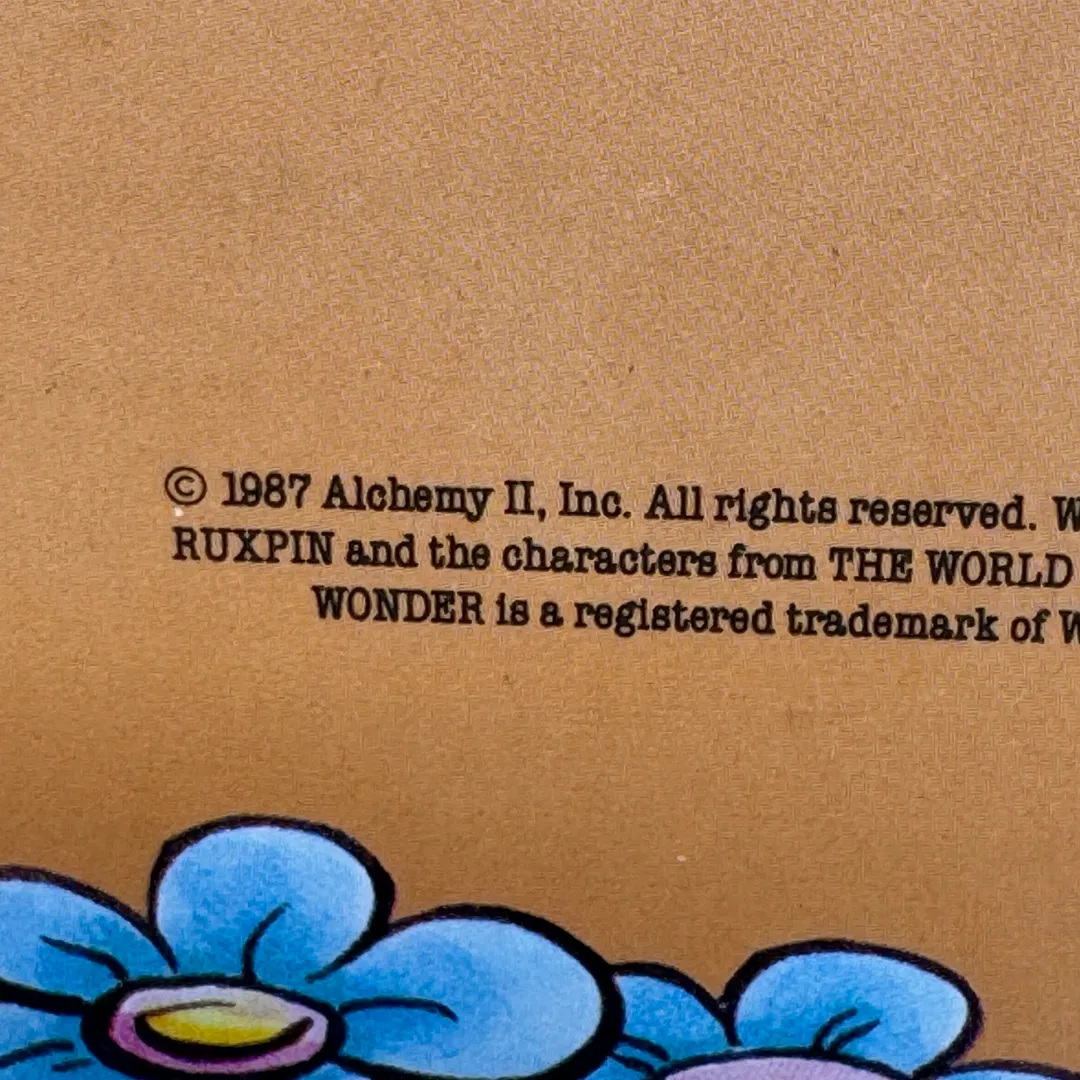 © 1987 Alchemy II, Inc. All rights reserved. W
RUXPIN and the characters from THE WORLD
WONDER is a registered trademark of W